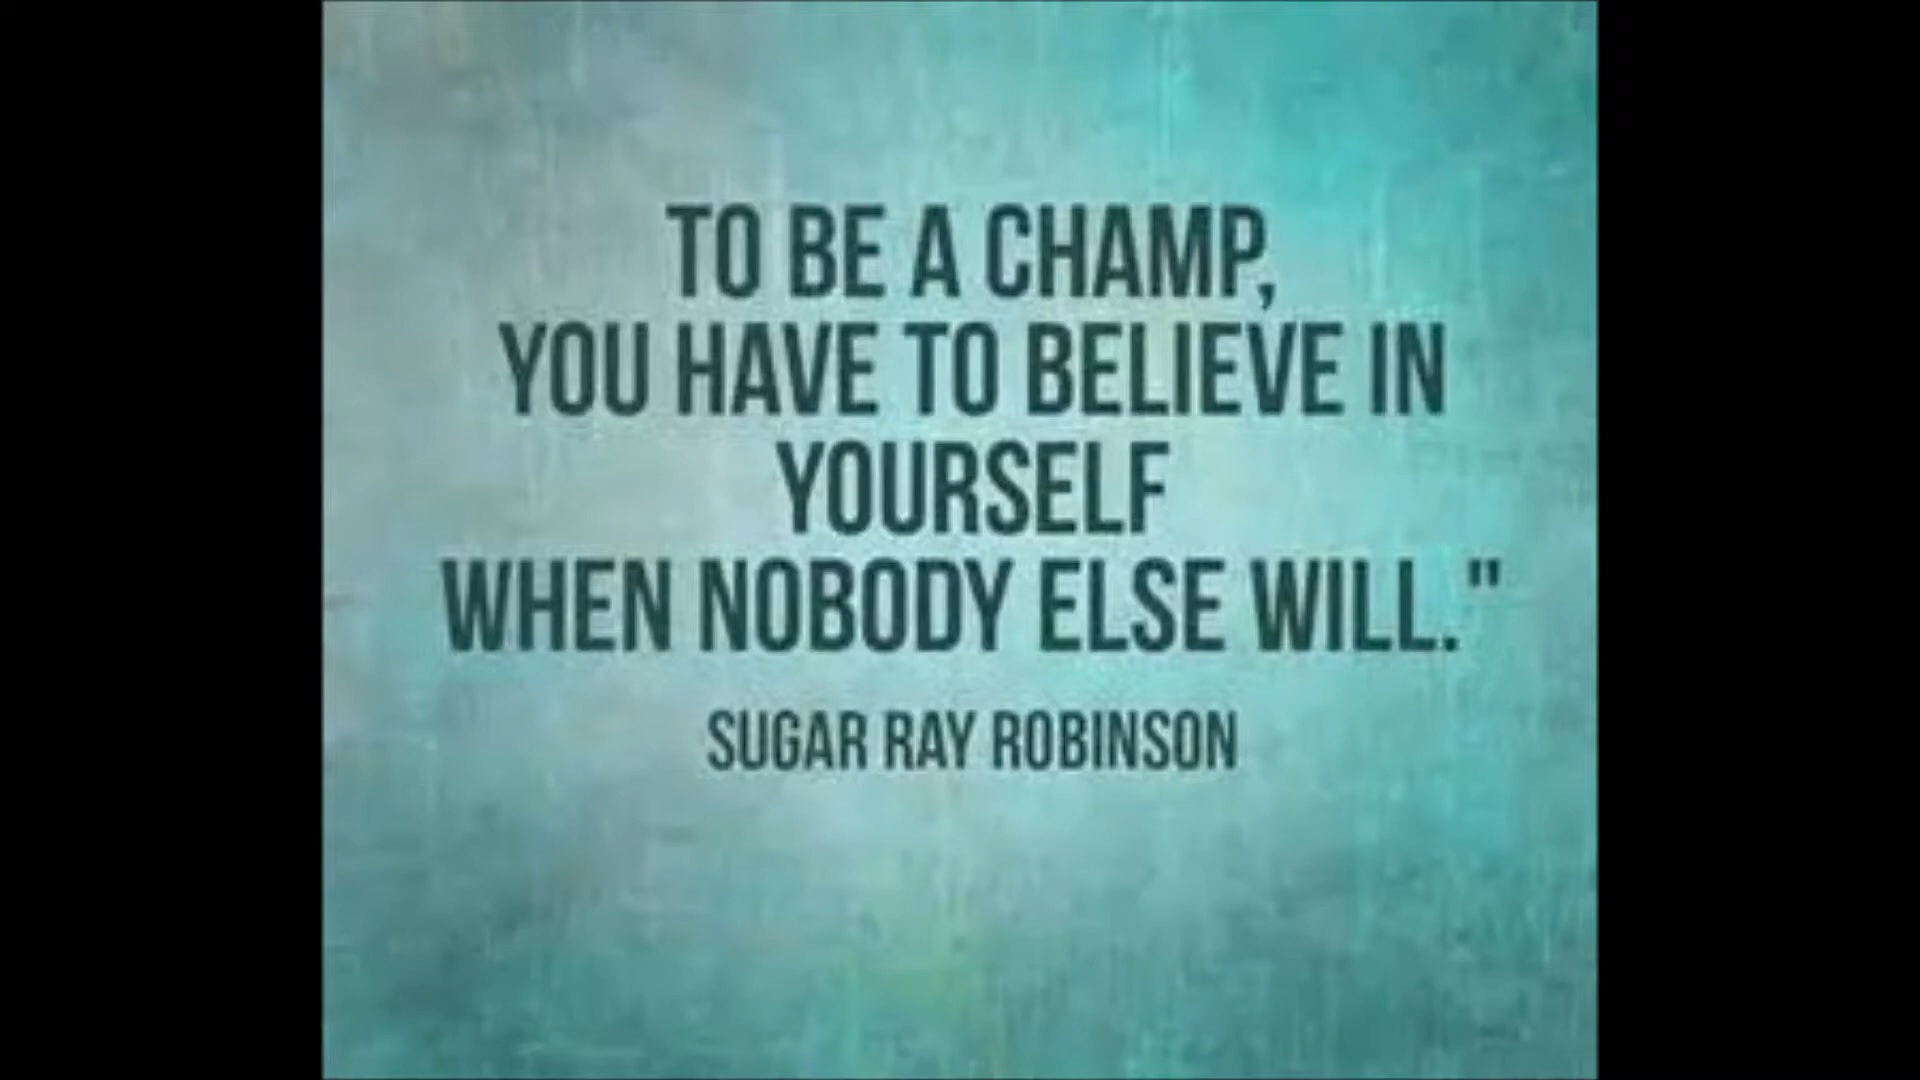 TO BE A CHAMP,
YOU HAVE TO BELIEVE IN
YOURSELF
WHEN NOBODY ELSE WILL."
SUGAR RAY ROBINSON